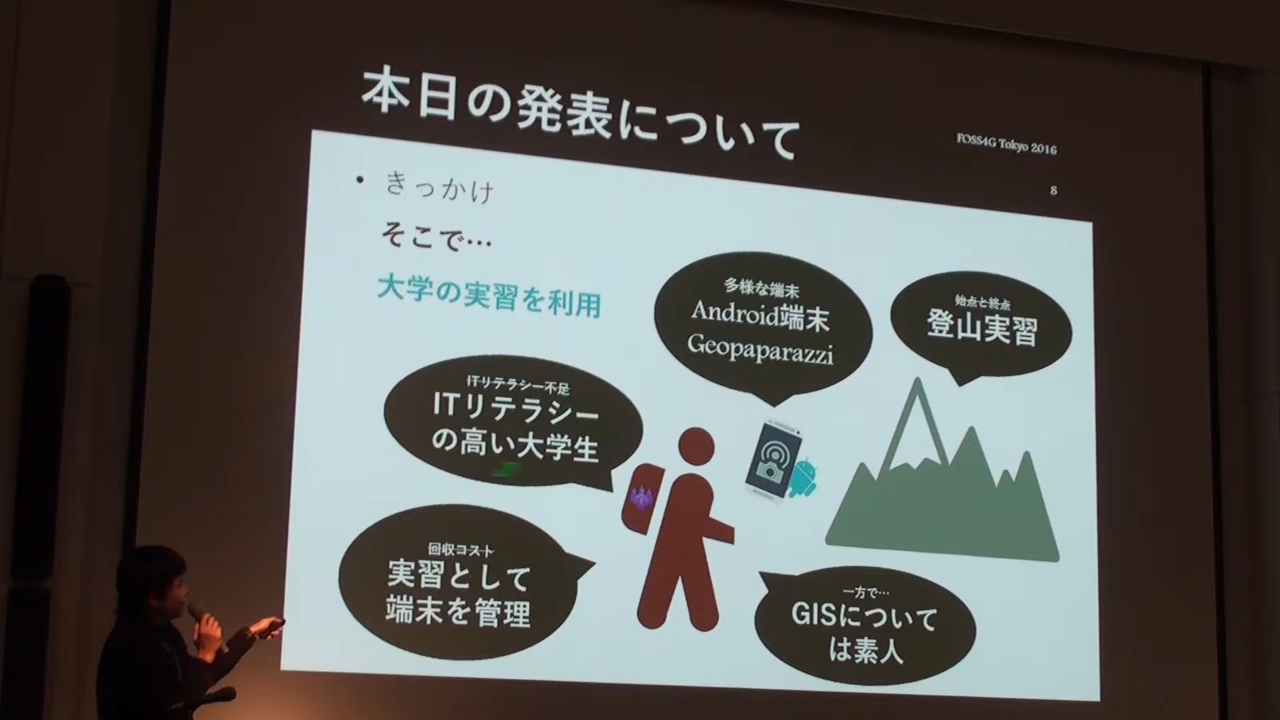 本日の発表について
FOSS4G Tokyo 2016
8
• きっかけ
そこで…
大学の実習を利用
多様な端末
Android端末
Geopaparazzi
始点と終点
登山実習
ITリテラシー不足
ITリテラシー
の高い大学生
回収コスト
実習として
端末を管理
一方で…
GISについて
は素人